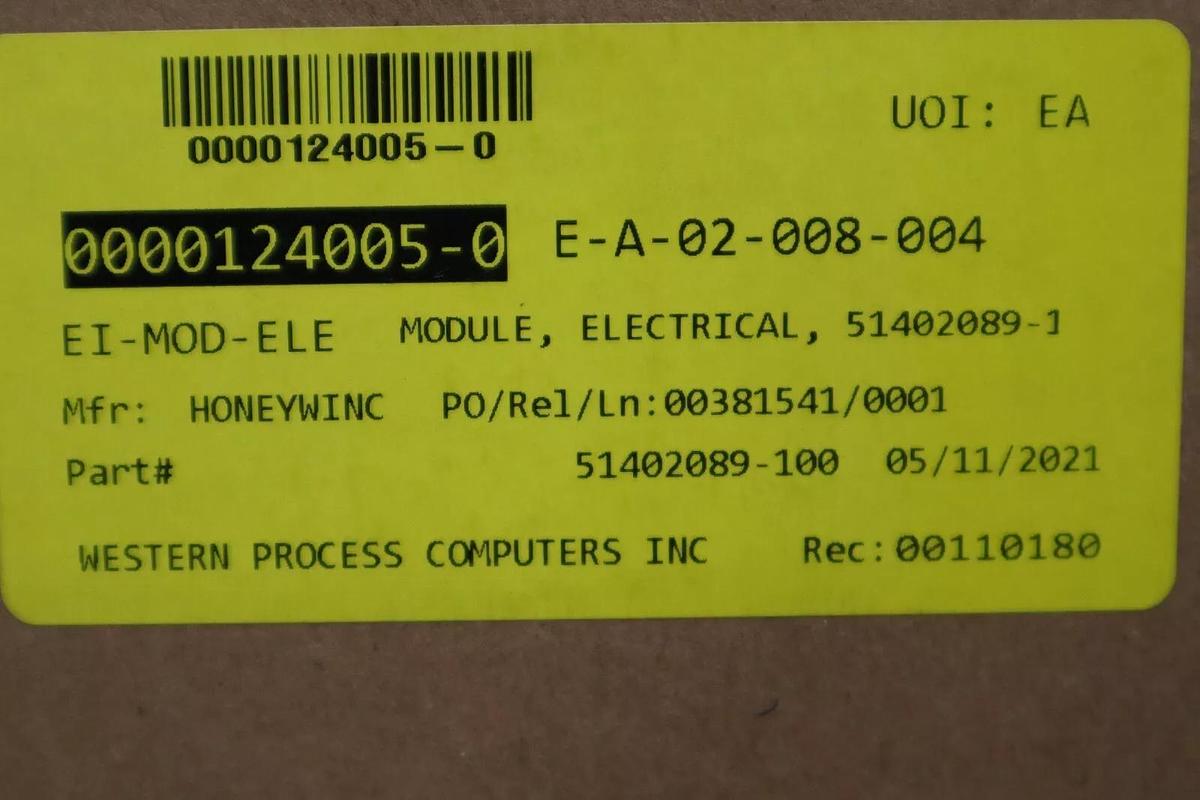 0000124005-0
UOI: EA
0000124005-0 E-A-02-008-004
EI-MOD-ELE MODULE, ELECTRICAL, 51402089-1
Mfr: HONEYWINC PO/Rel/Ln:00381541/0001
Part# 51402089-100 05/11/2021
WESTERN PROCESS COMPUTERS INC Rec:00110180